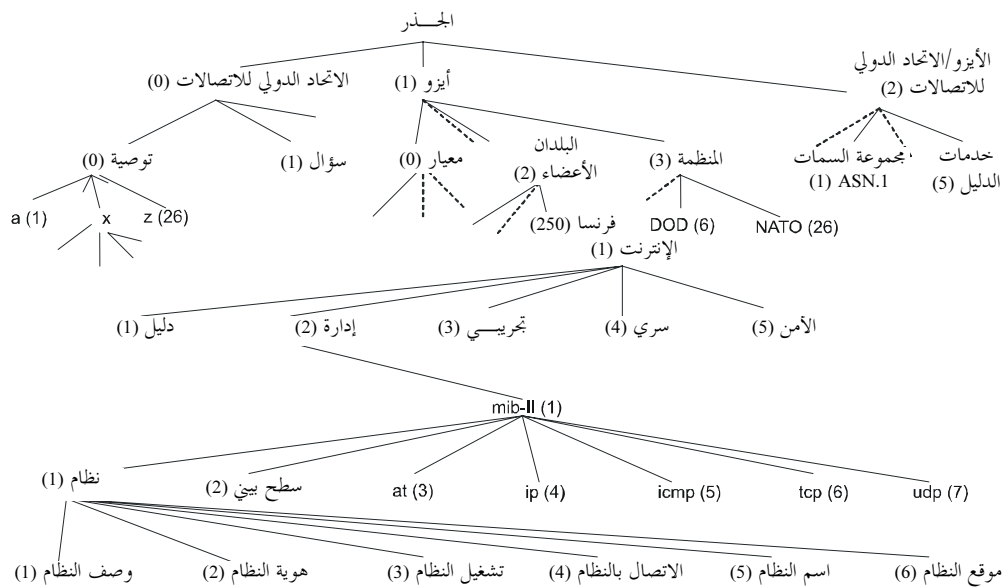 الجـــذر
الأيزو/الاتحاد الدولي
للاتصالات (2)
أيزو (1)
الاتحاد الدولي للاتصالات (0)
خدمات
الدليل (5)
مجموعة السمات
ASN.1 (1)
المنظمة (3)
البلدان
الأعضاء (2)
معيار (0)
سؤال (1)
توصية (0)
a (1)
x
z (26)
فرنسا (250)
DOD (6)
NATO (26)
الإنترنت (1)
دليل (1)
إدارة (2)
تجريبـــي (3)
سري (4)
الأمن (5)
mib-II (1)
نظام (1)
سطح بيني (2)
at (3)
ip (4)
icmp (5)
tcp (6)
udp (7)
وصف النظام (1)
هوية النظام (2)
تشغيل النظام (3)
الاتصال بالنظام (4)
اسم النظام (5)
موقع النظام (6)